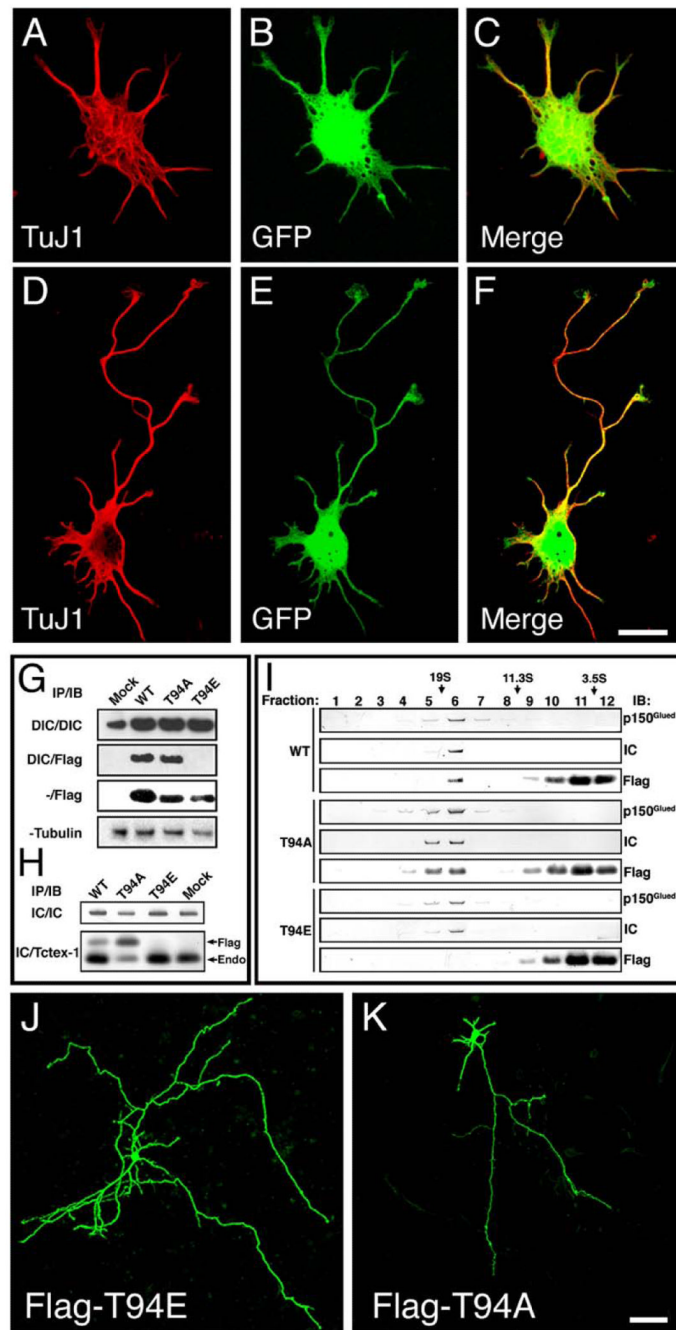 A
TuJ1
B
GFP
C
Merge
D
TuJ1
E
GFP
F
Merge
G
IP/IB
Mock
WT
T94A
T94E
DIC/DIC
DIC/Flag
-/Flag
-Tubulin
H
IP/IB
WT
T94A
T94E
Mock
IC/IC
IC/Tctex-1
Flag
Endo
I
19S
11.3S
3.5S
Fraction: 1 2 3 4 5 6 7 8 9 10 11 12 IB:
WT
p150Glued
IC
Flag
T94A
p150Glued
IC
Flag
T94E
p150Glued
IC
Flag
J
Flag-T94E
K
Flag-T94A